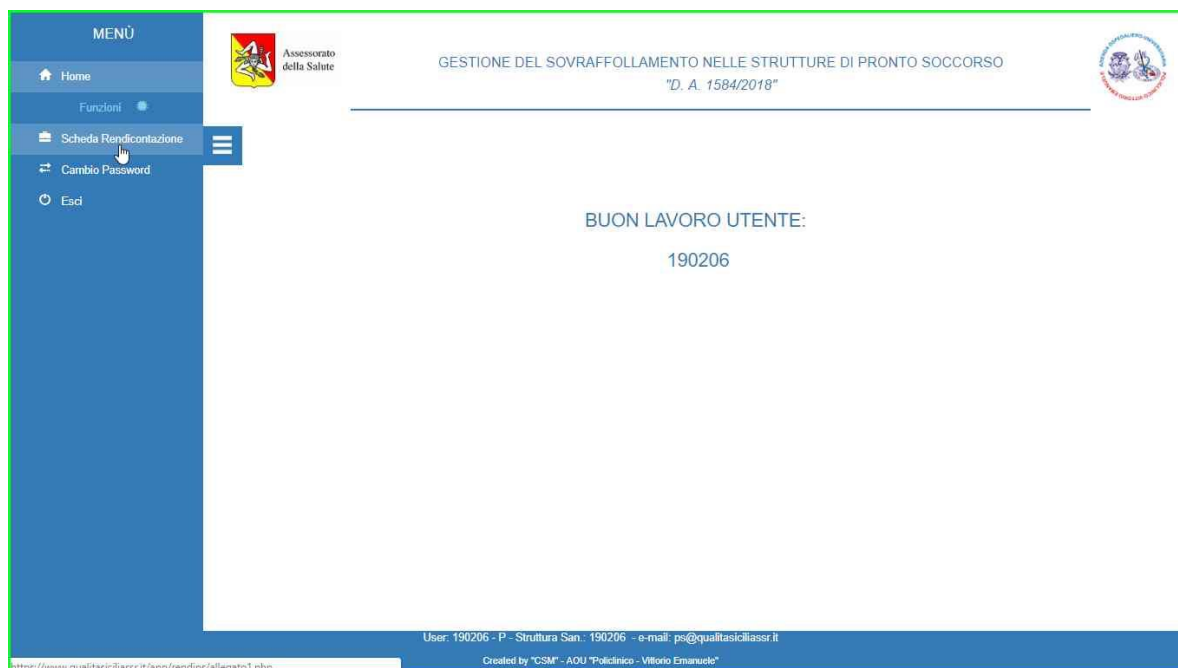 MENÙ
Home
Funzioni
Scheda Rendicontazione
Cambio Password
Esci
Assessorato
della Salute
GESTIONE DEL SOVRAFFOLLAMENTO NELLE STRUTTURE DI PRONTO SOCCORSO
"D. A. 1584/2018"
BUON LAVORO UTENTE:
190206
User: 190206 - P - Struttura San.: 190206 - e-mail: ps@qualitasiciliassr.it
Created by "CSM" - AOU "Policlinico - Vittorio Emanuele"